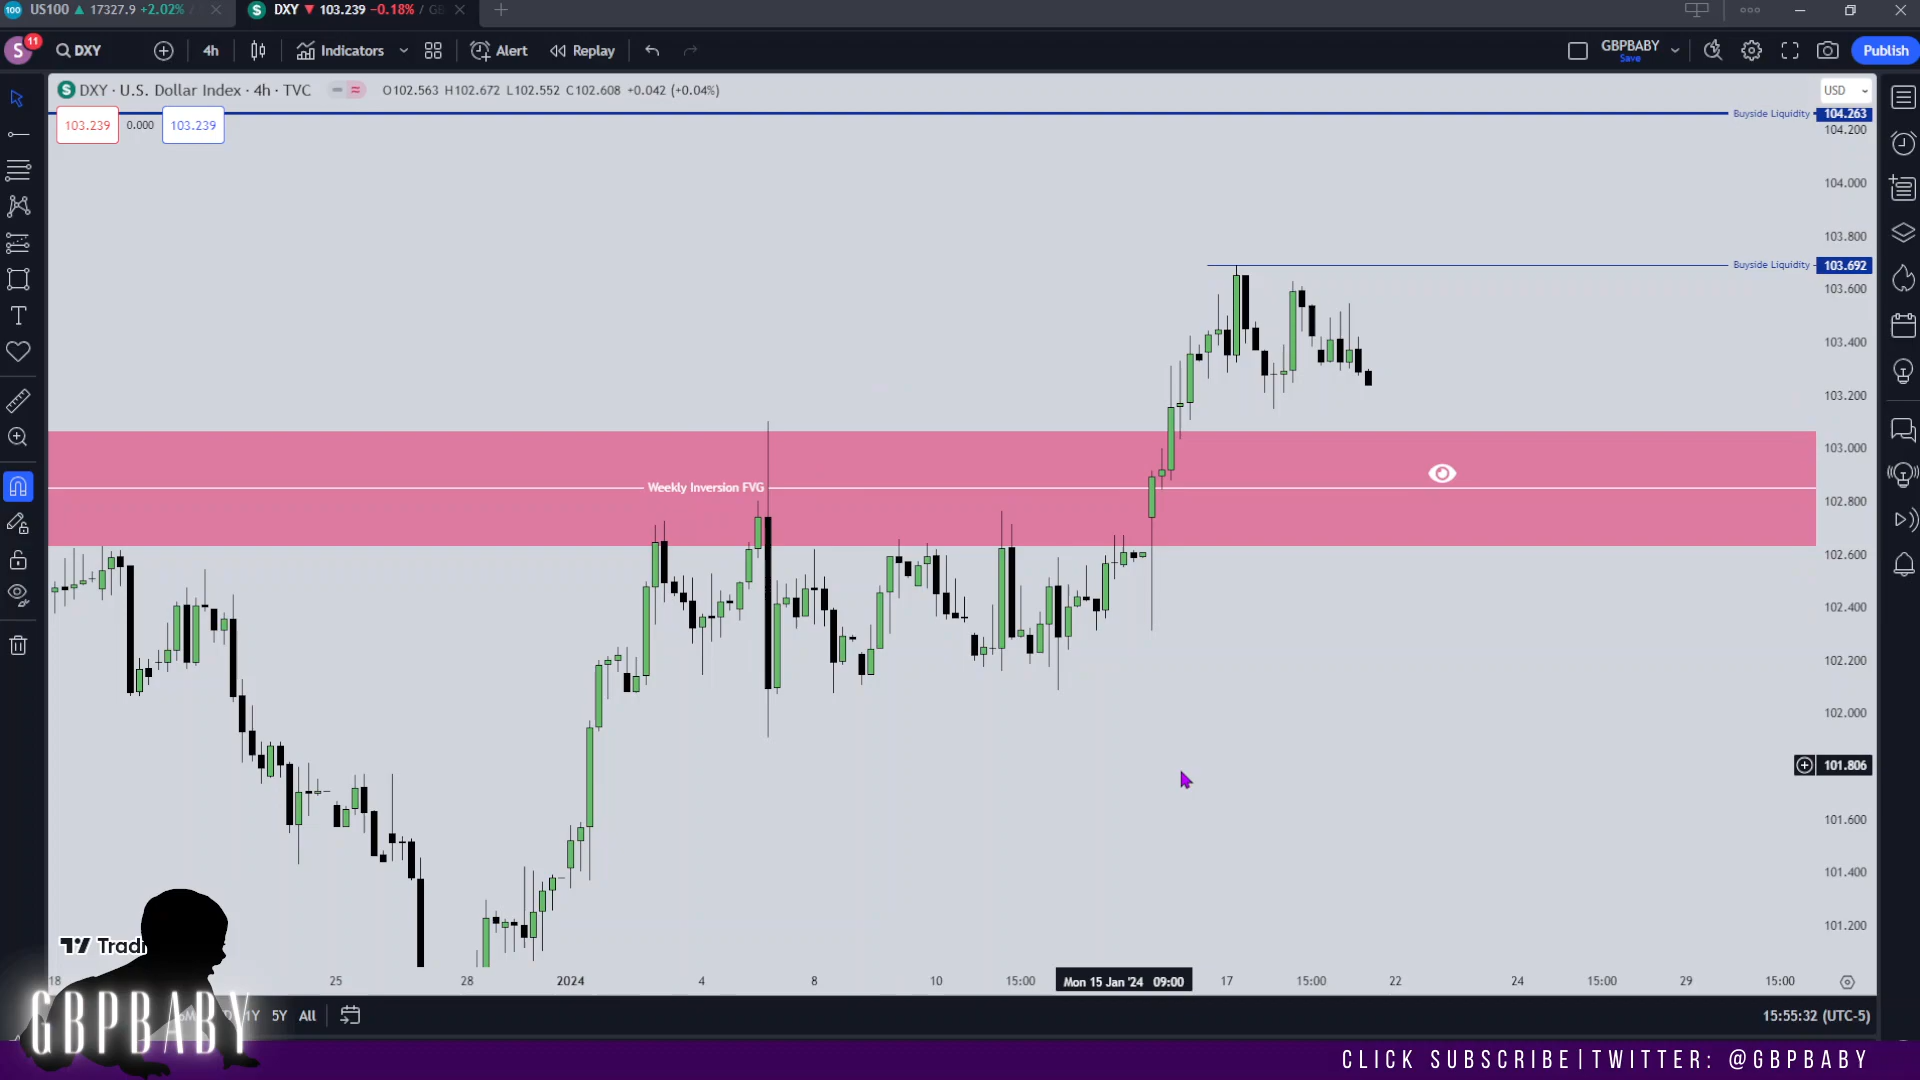 US100 ▲ 17327.9 +2.02%
DXY ▼ 103.239 −0.18% /
S 11 DXY 4h Indicators Alert Replay GBPBABY Save Publish
DXY · U.S. Dollar Index · 4h · TVC O102.563 H102.672 L102.552 C102.608 +0.042 (+0.04%)
USD
103.239 0.000 103.239
Buyside Liquidity 104.263
104.200
104.000
103.800
Buyside Liquidity 103.692
103.600
103.400
103.200
103.000
Weekly Inversion FVG
102.800
102.600
102.400
102.200
102.000
101.806
101.600
101.400
101.200
Tradi
18 25 28 2024 4 8 10 15:00 Mon 15 Jan '24 09:00 17 15:00 22 24 15:00 29 15:00
1Y 5Y All
15:55:32 (UTC-5)
GBPBABY
CLICK SUBSCRIBE|TWITTER: @GBPBABY